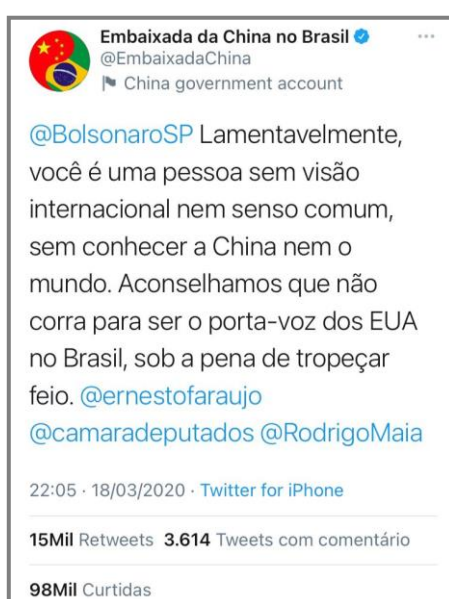 Embaixada da China no Brasil
@EmbaixadaChina
China government account
@BolsonaroSP Lamentavelmente,
você é uma pessoa sem visão
internacional nem senso comum,
sem conhecer a China nem o
mundo. Aconselhamos que não
corra para ser o porta-voz dos EUA
no Brasil, sob a pena de tropeçar
feio. @ernestofaraujo
@camaradeputados @RodrigoMaia
22:05 · 18/03/2020 · Twitter for iPhone
15Mil Retweets 3.614 Tweets com comentário
98Mil Curtidas